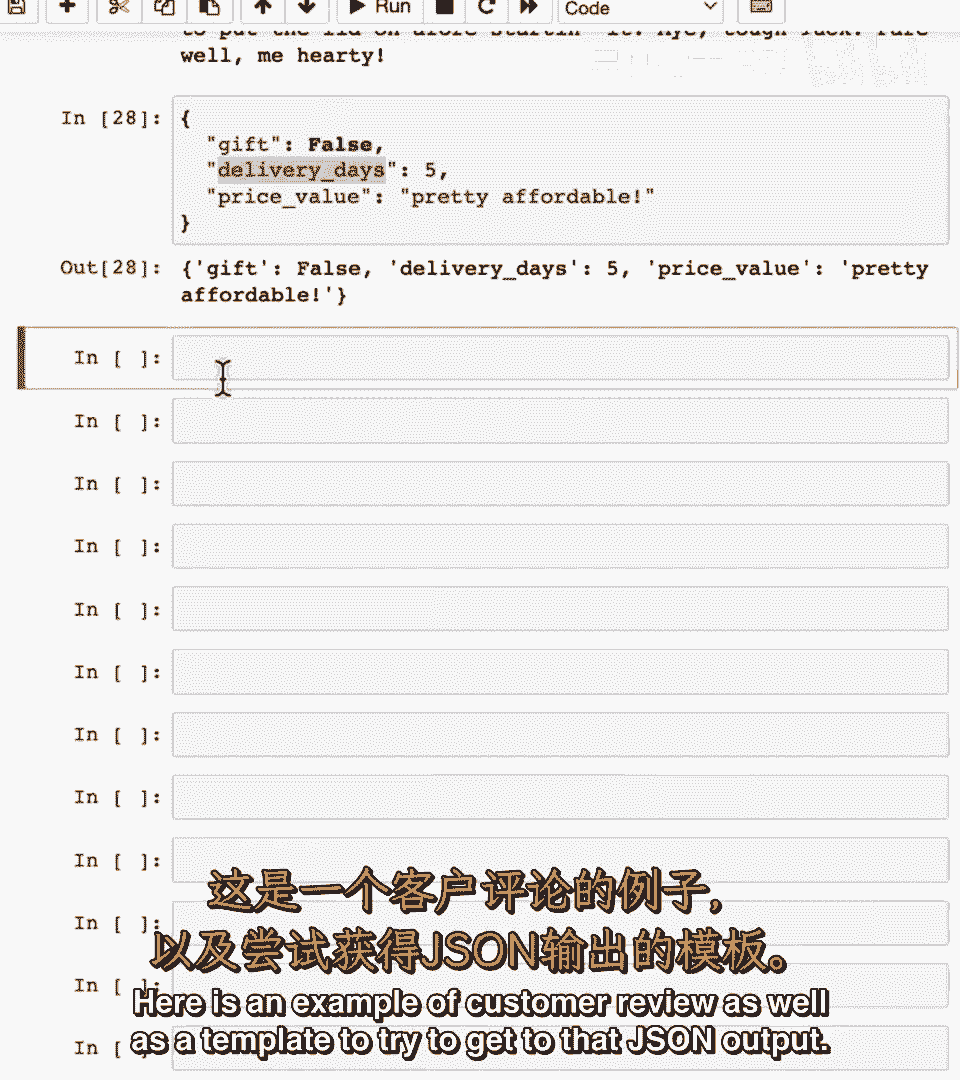 Run
Code
well, me hearty!
In [28]: {
"gift": False,
"delivery_days": 5,
"price_value": "pretty affordable!"
}
Out[28]: {'gift': False, 'delivery_days': 5, 'price_value': 'pretty
affordable!'}
In [ ]:
In [ ]:
In [ ]:
In [ ]:
In [ ]:
In [ ]:
In [ ]:
In [ ]:
In [ ]:
In [ ]:
In [ ]:
In [
这是一个客户评论的例子，
以及尝试获得JSON输出的模板。
Here is an example of customer review as well
as a template to try to get to that JSON output.